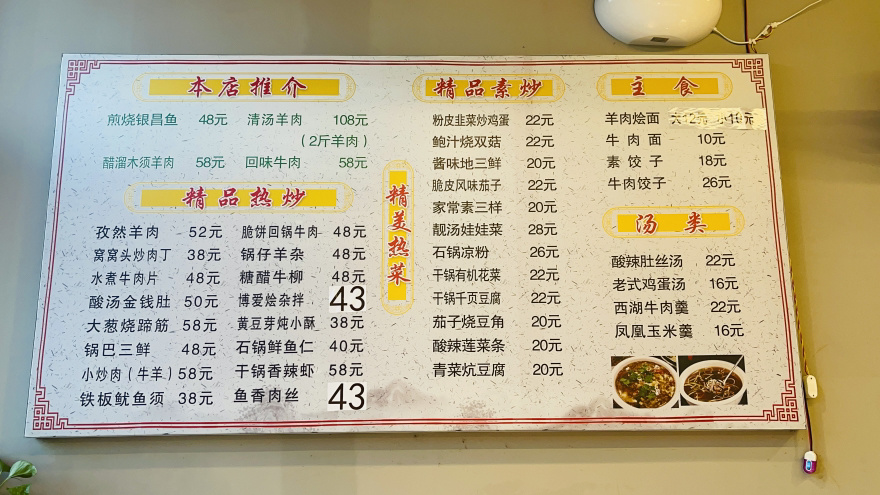 本店推介
煎烧银昌鱼 48元 清汤羊肉 108元
（2斤羊肉）
醋溜木须羊肉 58元 回味牛肉 58元
精品热炒
孜然羊肉 52元 脆饼回锅牛肉 48元
窝窝头炒肉丁 38元 锅仔羊杂 48元
水煮牛肉片 48元 糖醋牛柳 48元
酸汤金钱肚 50元 博爱烩杂拌 43
大葱烧蹄筋 58元 黄豆芽炖小酥 38元
锅巴三鲜 48元 石锅鲜鱼仁 40元
小炒肉（牛羊）58元 干锅香辣虾 58元
铁板鱿鱼须 38元 鱼香肉丝 43
精美热菜
精品素炒
粉皮韭菜炒鸡蛋 22元
鲍汁烧双菇 22元
酱味地三鲜 20元
脆皮风味茄子 22元
家常素三样 20元
靓汤娃娃菜 28元
石锅凉粉 26元
干锅有机花菜 22元
干锅千页豆腐 22元
茄子烧豆角 20元
酸辣莲菜条 20元
青菜炕豆腐 20元
主食
羊肉烩面 大12元 小10元
牛肉面 10元
素饺子 18元
牛肉饺子 26元
汤类
酸辣肚丝汤 22元
老式鸡蛋汤 16元
西湖牛肉羹 22元
凤凰玉米羹 16元